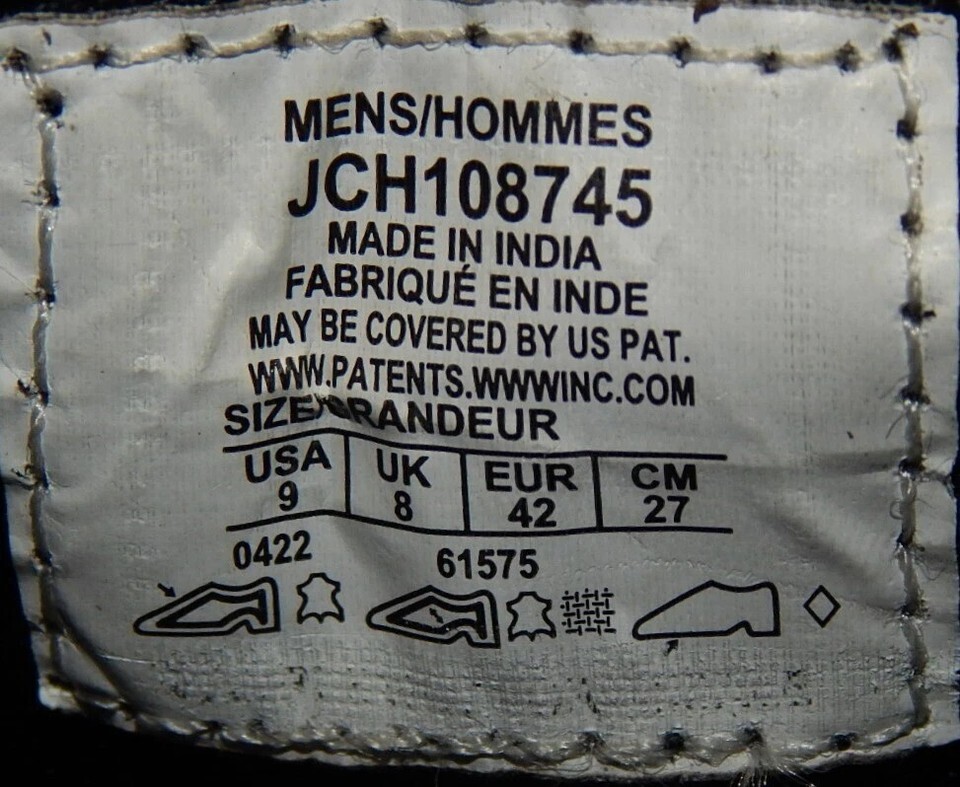 MENS/HOMMES
JCH108745
MADE IN INDIA
FABRIQUÉ EN INDE
MAY BE COVERED BY US PAT.
WWW.PATENTS.WWWINC.COM
SIZE/GRANDEUR
USA UK EUR CM
9 8 42 27
0422 61575